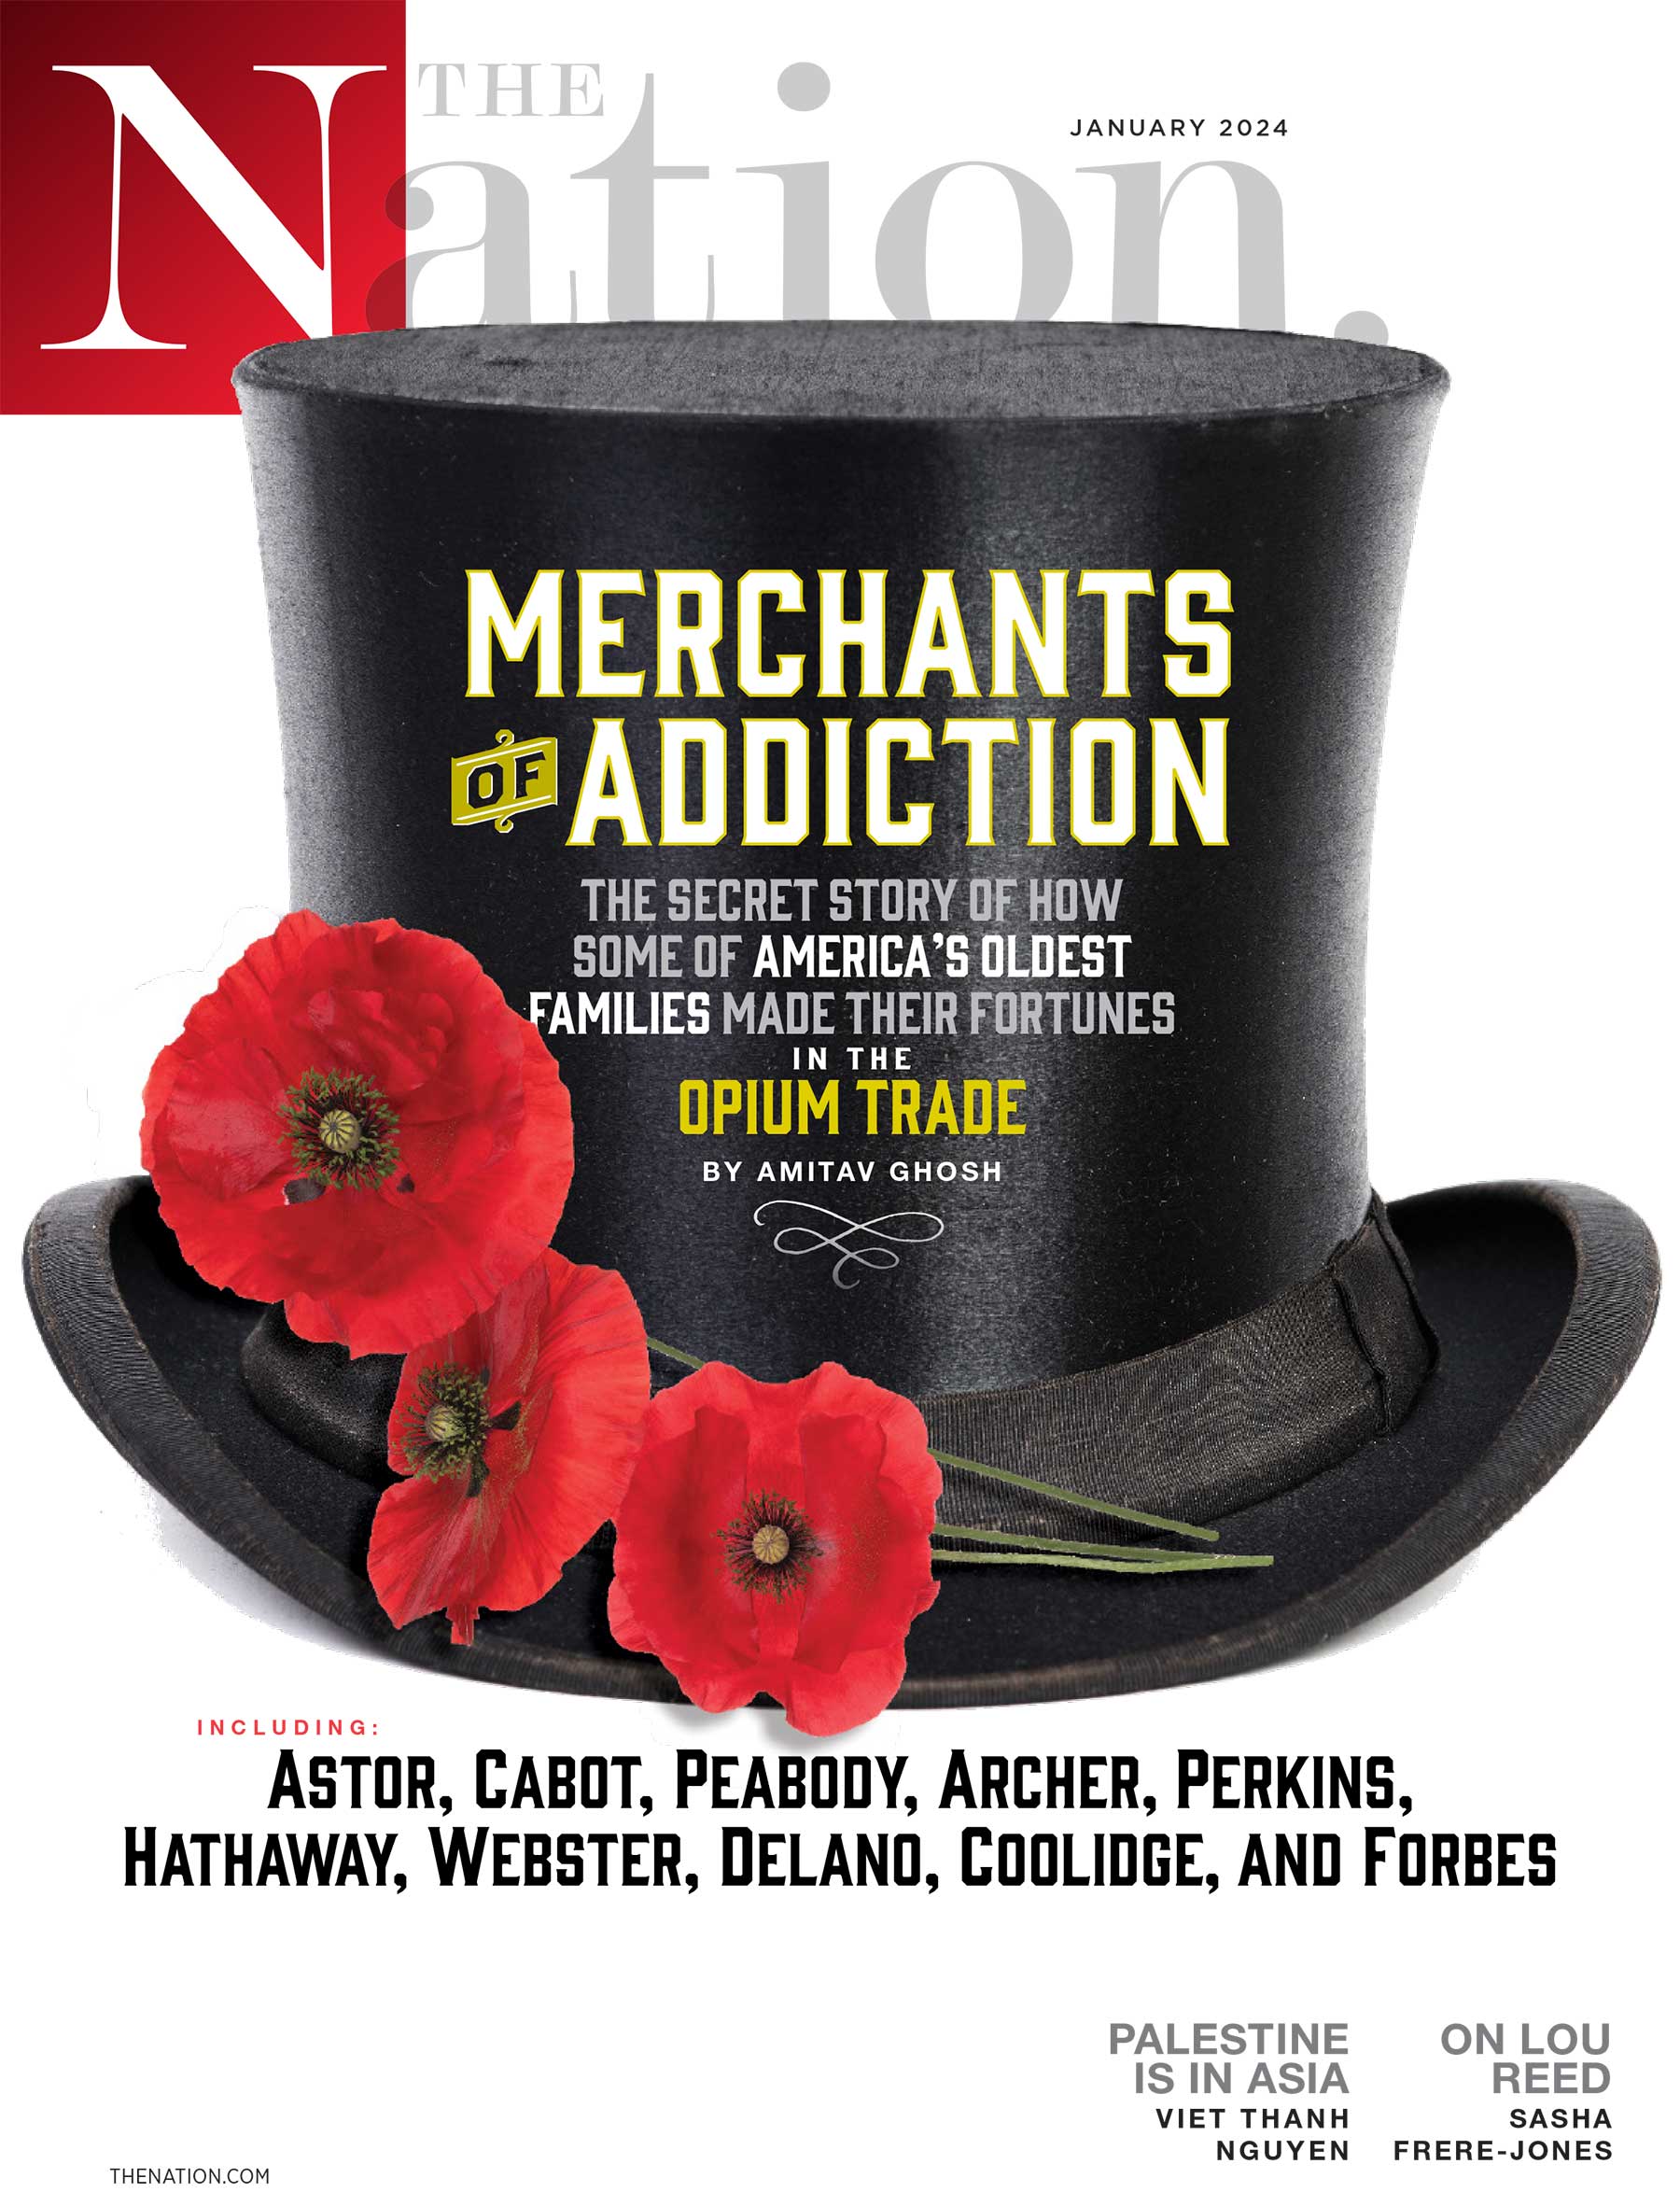 THE
Nation.
JANUARY 2024
MERCHANTS
OF ADDICTION
THE SECRET STORY OF HOW
SOME OF AMERICA'S OLDEST
FAMILIES MADE THEIR FORTUNES
IN THE
OPIUM TRADE
BY AMITAV GHOSH
INCLUDING:
ASTOR, CABOT, PEABODY, ARCHER, PERKINS,
HATHAWAY, WEBSTER, DELANO, COOLIDGE, AND FORBES
PALESTINE
IS IN ASIA
VIET THANH
NGUYEN
ON LOU
REED
SASHA
FRERE-JONES
THENATION.COM